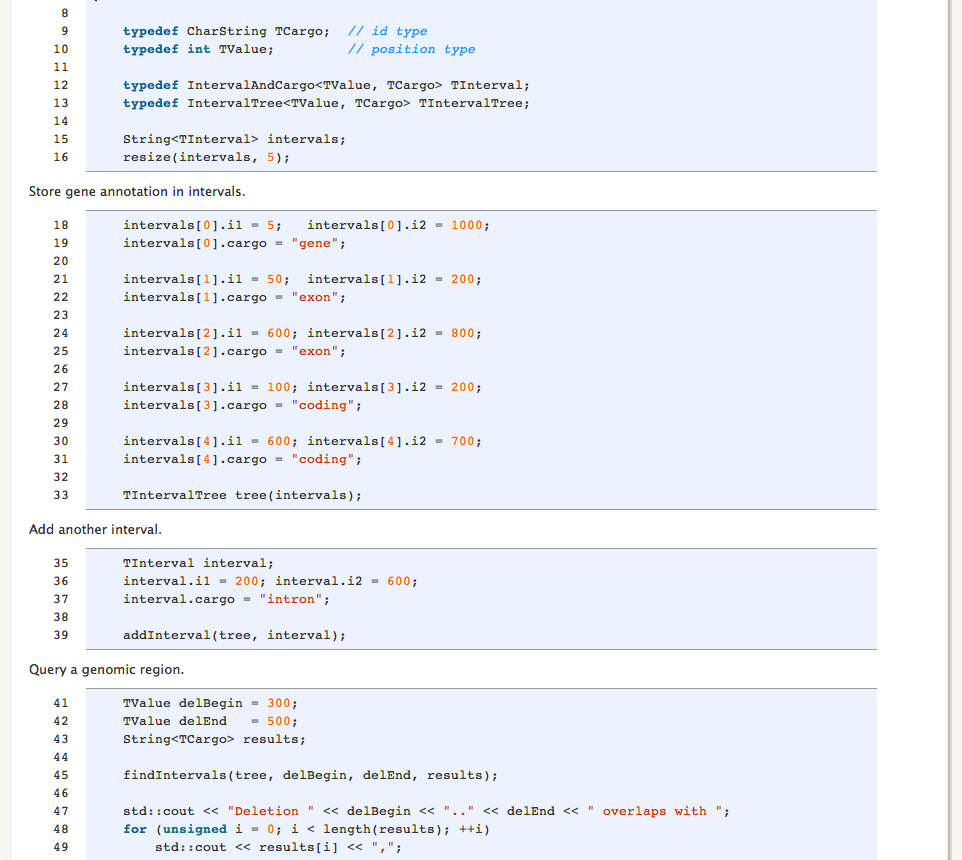 8
9 typedef CharString TCargo;  // id type
10 typedef int TValue;         // position type
11
12 typedef IntervalAndCargo<TValue, TCargo> TInterval;
13 typedef IntervalTree<TValue, TCargo> TIntervalTree;
14
15 String<TInterval> intervals;
16 resize(intervals, 5);
Store gene annotation in intervals.
18 intervals[0].i1 = 5;   intervals[0].i2 = 1000;
19 intervals[0].cargo = "gene";
20
21 intervals[1].i1 = 50;  intervals[1].i2 = 200;
22 intervals[1].cargo = "exon";
23
24 intervals[2].i1 = 600; intervals[2].i2 = 800;
25 intervals[2].cargo = "exon";
26
27 intervals[3].i1 = 100; intervals[3].i2 = 200;
28 intervals[3].cargo = "coding";
29
30 intervals[4].i1 = 600; intervals[4].i2 = 700;
31 intervals[4].cargo = "coding";
32
33 TIntervalTree tree(intervals);
Add another interval.
35 TInterval interval;
36 interval.i1 = 200; interval.i2 = 600;
37 interval.cargo = "intron";
38
39 addInterval(tree, interval);
Query a genomic region.
41 TValue delBegin = 300;
42 TValue delEnd   = 500;
43 String<TCargo> results;
44
45 findIntervals(tree, delBegin, delEnd, results);
46
47 std::cout << "Deletion " << delBegin << ".." << delEnd << " overlaps with ";
48 for (unsigned i = 0; i < length(results); ++i)
49     std::cout << results[i] << ",";